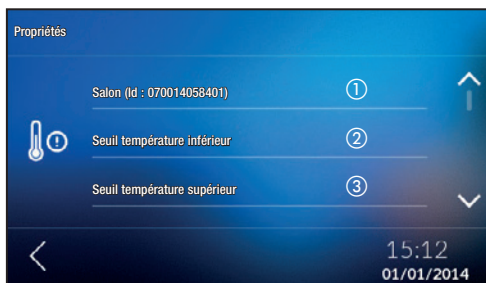 Propriétés
Salon (Id : 070014058401) ①
Seuil température inférieur ②
Seuil température supérieur ③
15:12
01/01/2014